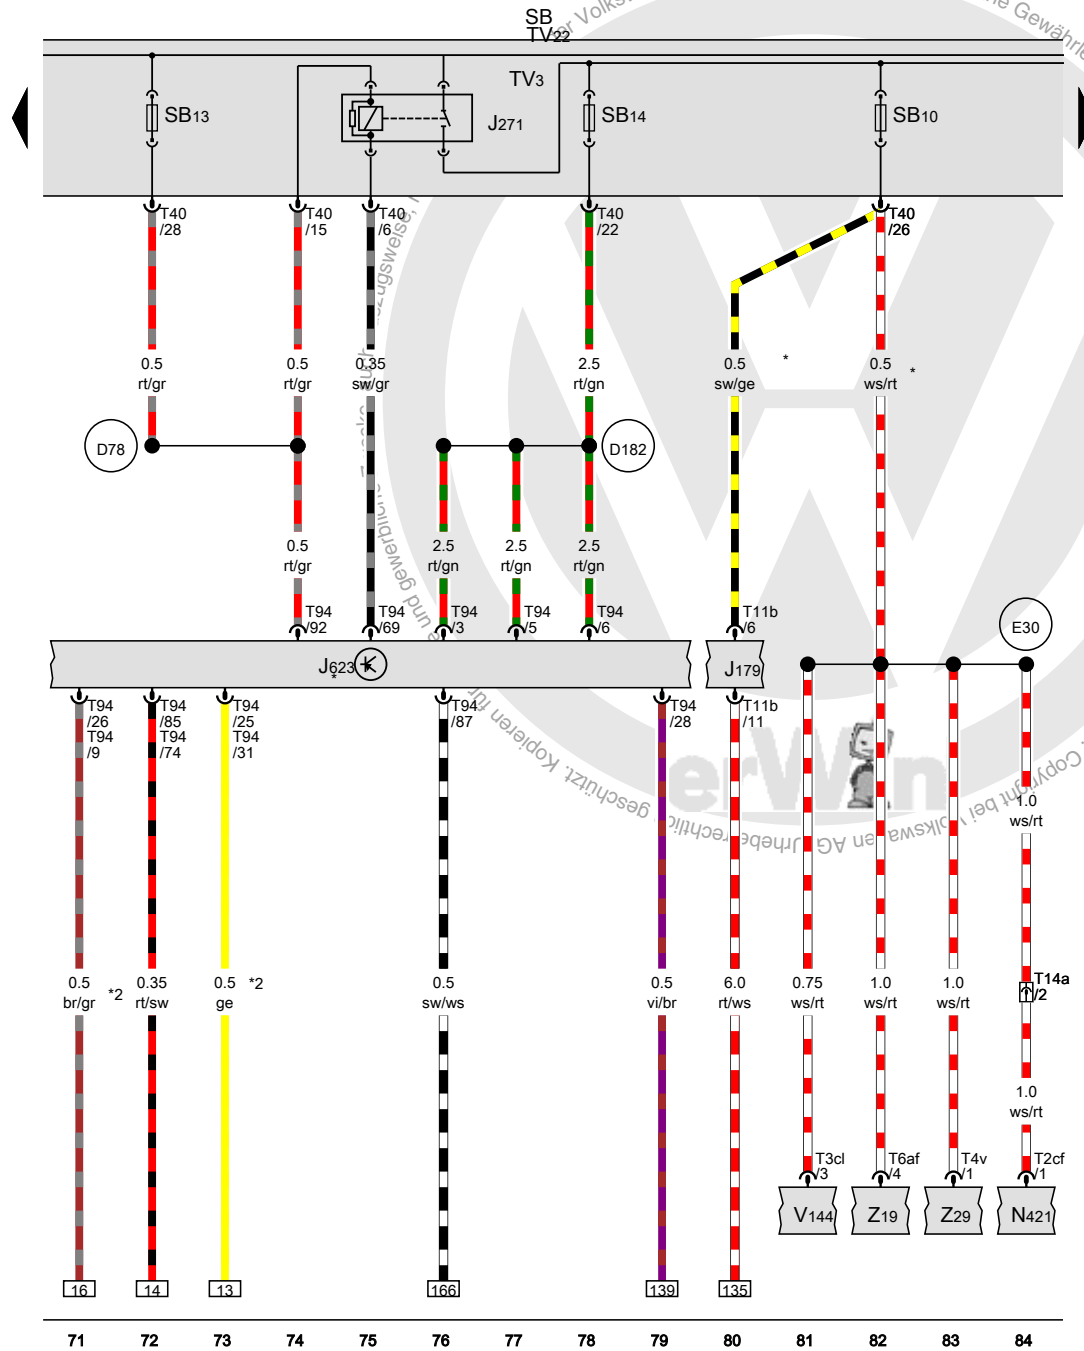 SB
TV22
TV3
SB13
J271
SB14
SB10
T40
/28
T40
/15
T40
/6
T40
/22
T40
/26
0.5
rt/gr
0.5
rt/gr
0.35
sw/gr
2.5
rt/gn
0.5
sw/ge
*
0.5
ws/rt
*
D78
D182
0.5
rt/gr
2.5
rt/gn
2.5
rt/gn
2.5
rt/gn
T94
/92
T94
/69
T94
/3
T94
/5
T94
/6
T11b
/6
E30
J623
*
J179
T94
/26
T94
/9
T94
/85
T94
/74
T94
/25
T94
/31
T94
/87
T94
/28
T11b
/11
erWin
1.0
ws/rt
0.5
br/gr
*2
0.35
rt/sw
0.5
ge
*2
0.5
sw/ws
0.5
vi/br
6.0
rt/ws
0.75
ws/rt
1.0
ws/rt
1.0
ws/rt
T14a
/2
1.0
ws/rt
T3cl
/3
T6af
/4
T4v
/1
T2cf
/1
V144
Z19
Z29
N421
16
14
13
166
139
135
71 72 73 74 75 76 77 78 79 80 81 82 83 84